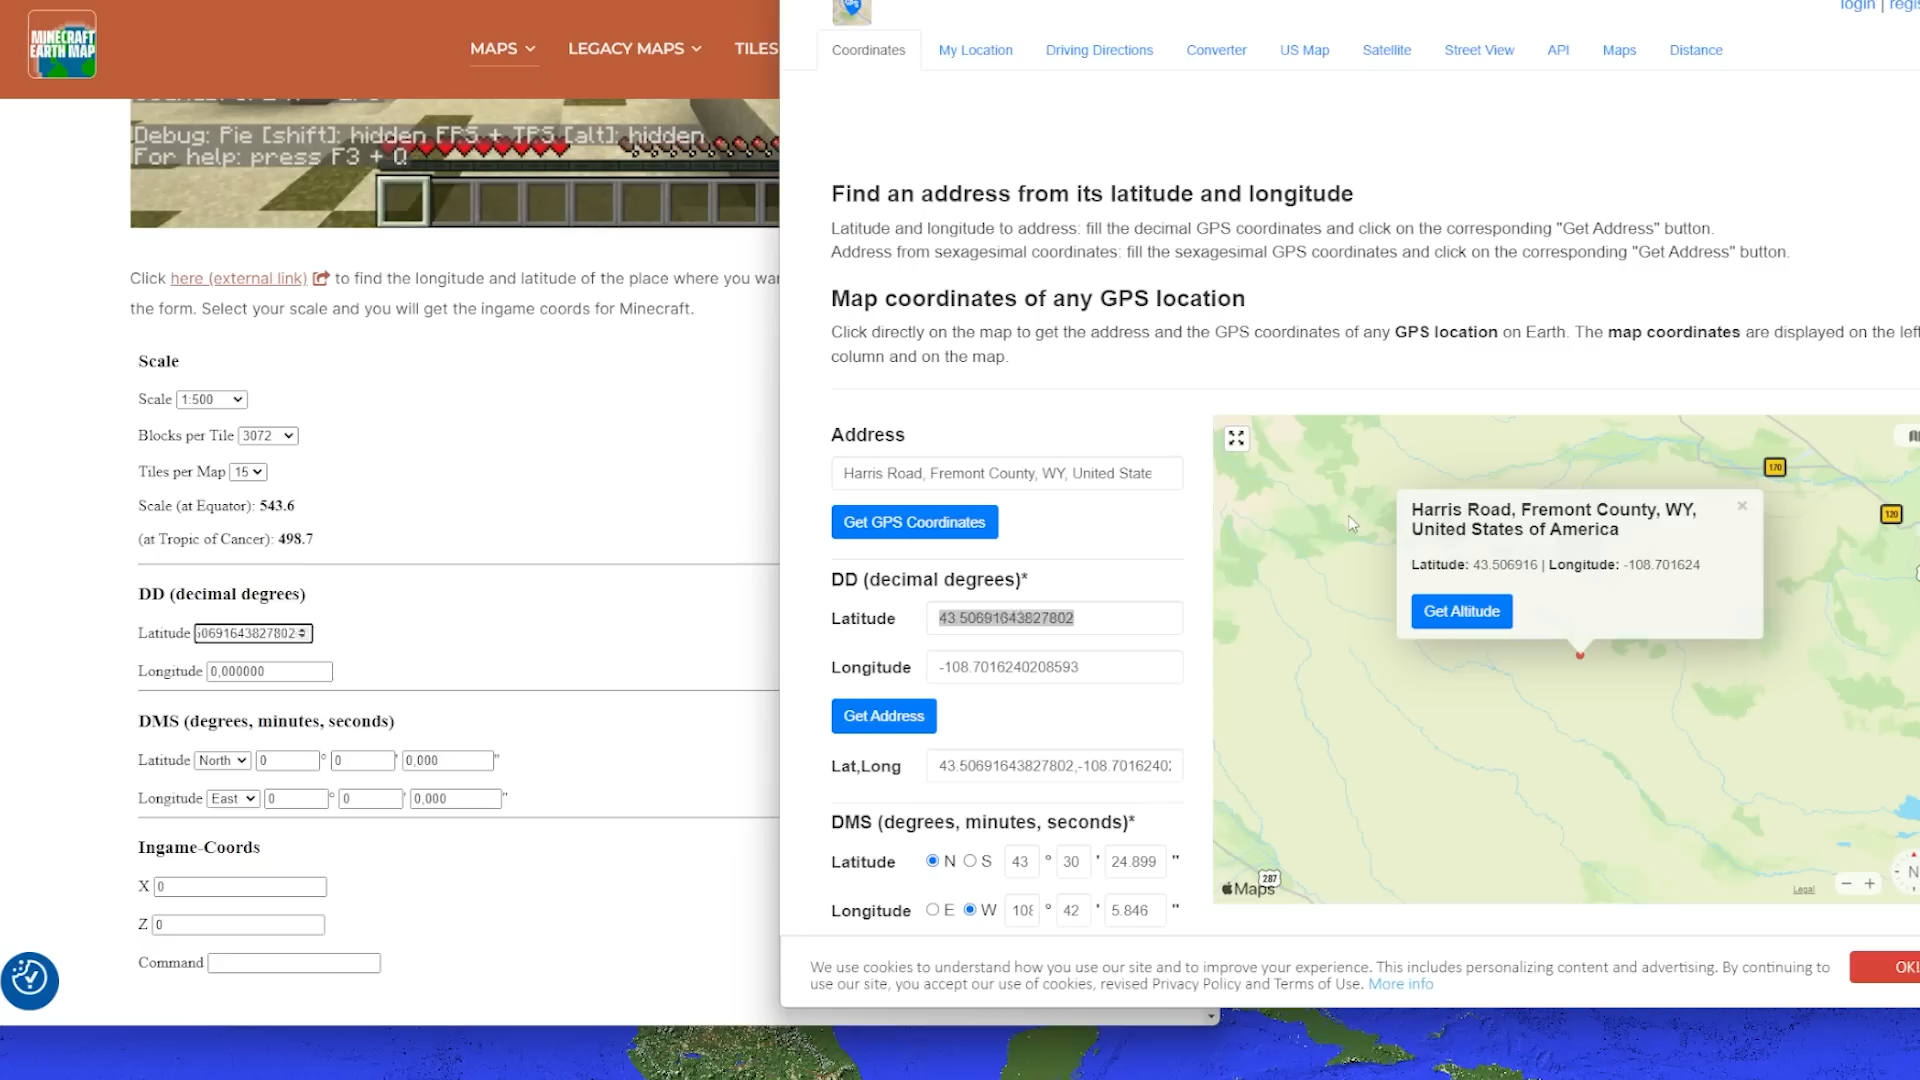 MINECRAFT
EARTH MAP
MAPS
LEGACY MAPS
TILES
Debug: Pie [shift]: hidden FPS + TPS [alt]: hidden
For help: press F3 + Q
Click here (external link) to find the longitude and latitude of the place where you wa
the form. Select your scale and you will get the ingame coords for Minecraft.
Scale
Scale 1:500
Blocks per Tile 3072
Tiles per Map 15
Scale (at Equator): 543.6
(at Tropic of Cancer): 498.7
DD (decimal degrees)
Latitude 50691643827802
Longitude 0,000000
DMS (degrees, minutes, seconds)
Latitude North 0 ° 0 ' 0,000 "
Longitude East 0 ° 0 ' 0,000 "
Ingame-Coords
X 0
Z 0
Command
GPS
login | regi
Coordinates
My Location
Driving Directions
Converter
US Map
Satellite
Street View
API
Maps
Distance
Find an address from its latitude and longitude
Latitude and longitude to address: fill the decimal GPS coordinates and click on the corresponding "Get Address" button.
Address from sexagesimal coordinates: fill the sexagesimal GPS coordinates and click on the corresponding "Get Address" button.
Map coordinates of any GPS location
Click directly on the map to get the address and the GPS coordinates of any GPS location on Earth. The map coordinates are displayed on the left
column and on the map.
Address
Harris Road, Fremont County, WY, United State
Get GPS Coordinates
DD (decimal degrees)*
Latitude 43.50691643827802
Longitude -108.7016240208593
Get Address
Lat,Long 43.50691643827802,-108.70162402
DMS (degrees, minutes, seconds)*
Latitude N S 43 ° 30 ' 24.899 "
Longitude E W 108 ° 42 ' 5.846 "
170
120
Harris Road, Fremont County, WY,
United States of America
×
Latitude: 43.506916 | Longitude: -108.701624
Get Altitude
287
Maps
Legal
− +
N
We use cookies to understand how you use our site and to improve your experience. This includes personalizing content and advertising. By continuing to
use our site, you accept our use of cookies, revised Privacy Policy and Terms of Use. More info
OK!